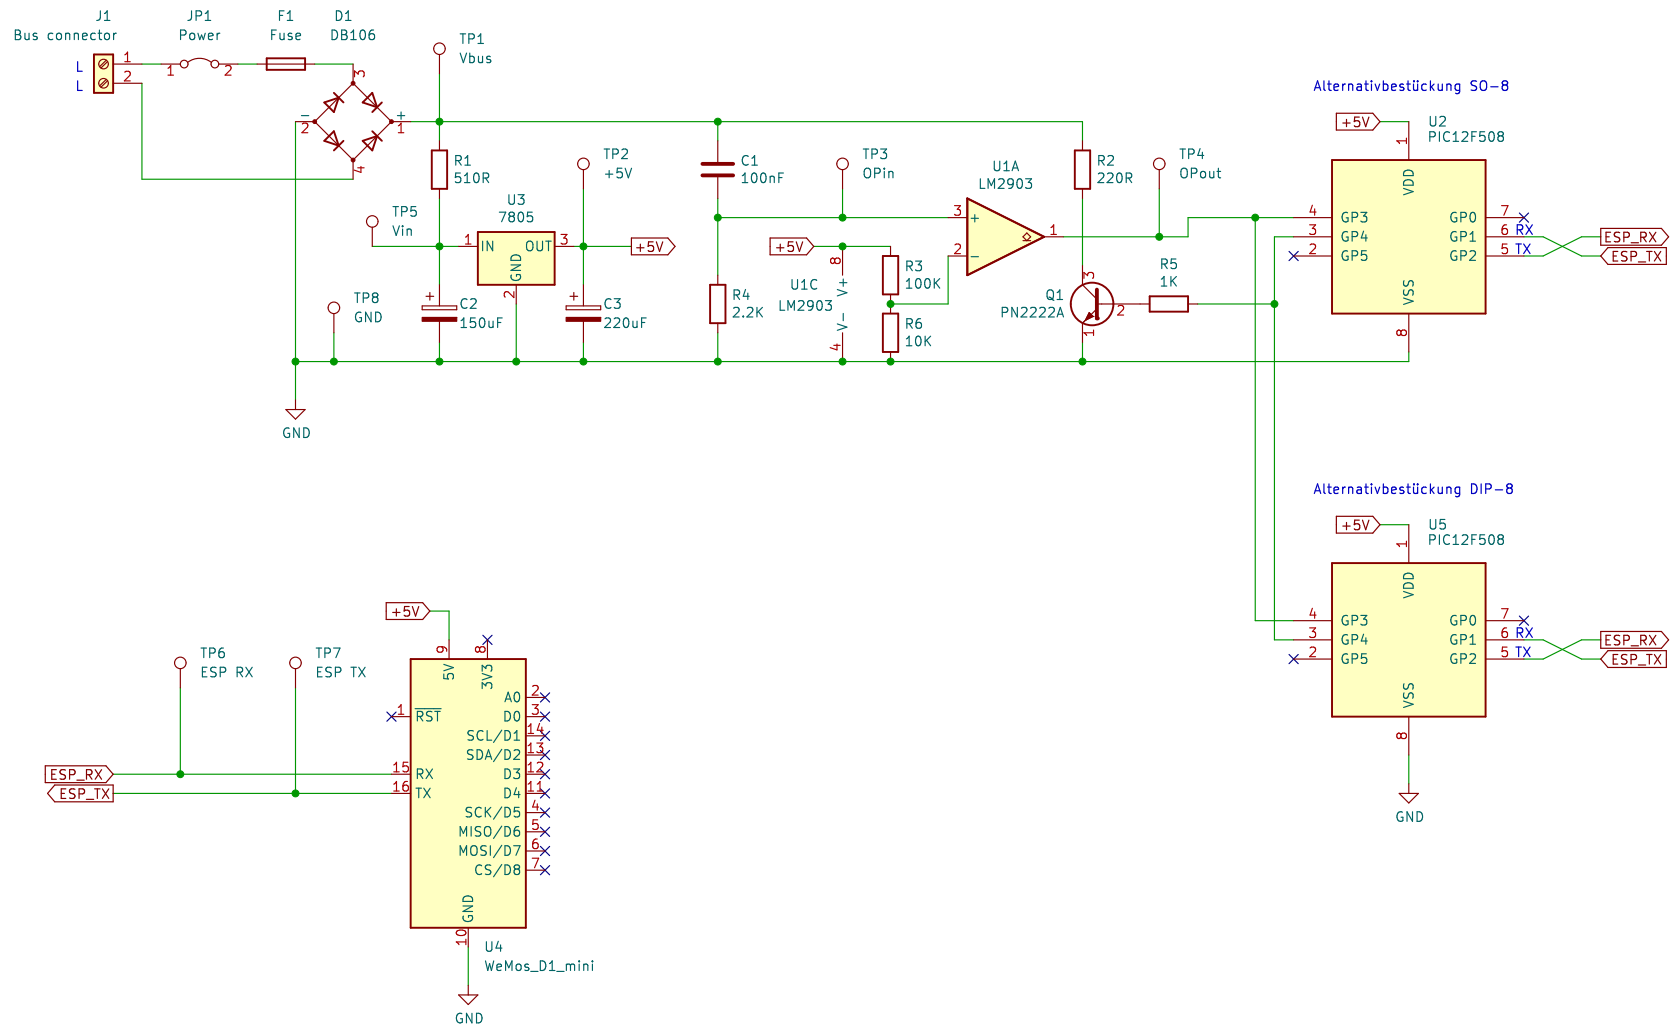 J1
Bus connector
L
L
1
2
JP1
Power
1
2
F1
Fuse
D1
DB106
3
-
2
+
1
4
TP1
Vbus
R1
510R
TP5
Vin
TP2
+5V
U3
7805
1
IN
OUT
3
GND
2
+5V
TP8
GND
+
C2
150uF
+
C3
220uF
GND
C1
100nF
R4
2.2K
TP3
OPin
+5V
8
V+
U1C
LM2903
V-
4
R3
100K
R6
10K
U1A
LM2903
3
+
2
-
1
R2
220R
TP4
OPout
Q1
PN2222A
3
2
1
R5
1K
Alternativbestückung SO-8
+5V
U2
PIC12F508
1
VDD
4 GP3
3 GP4
2 GP5
GP0 7
GP1 6 RX
GP2 5 TX
VSS
8
ESP_RX
ESP_TX
Alternativbestückung DIP-8
+5V
U5
PIC12F508
1
VDD
4 GP3
3 GP4
2 GP5
GP0 7
GP1 6 RX
GP2 5 TX
VSS
8
ESP_RX
ESP_TX
GND
TP6
ESP RX
TP7
ESP TX
ESP_RX
ESP_TX
+5V
9
5V
8
3V3
1 RST
15 RX
16 TX
A0 2
D0 3
SCL/D1 14
SDA/D2 13
D3 12
D4 11
SCK/D5 4
MISO/D6 5
MOSI/D7 6
CS/D8 7
GND
10
U4
WeMos_D1_mini
GND